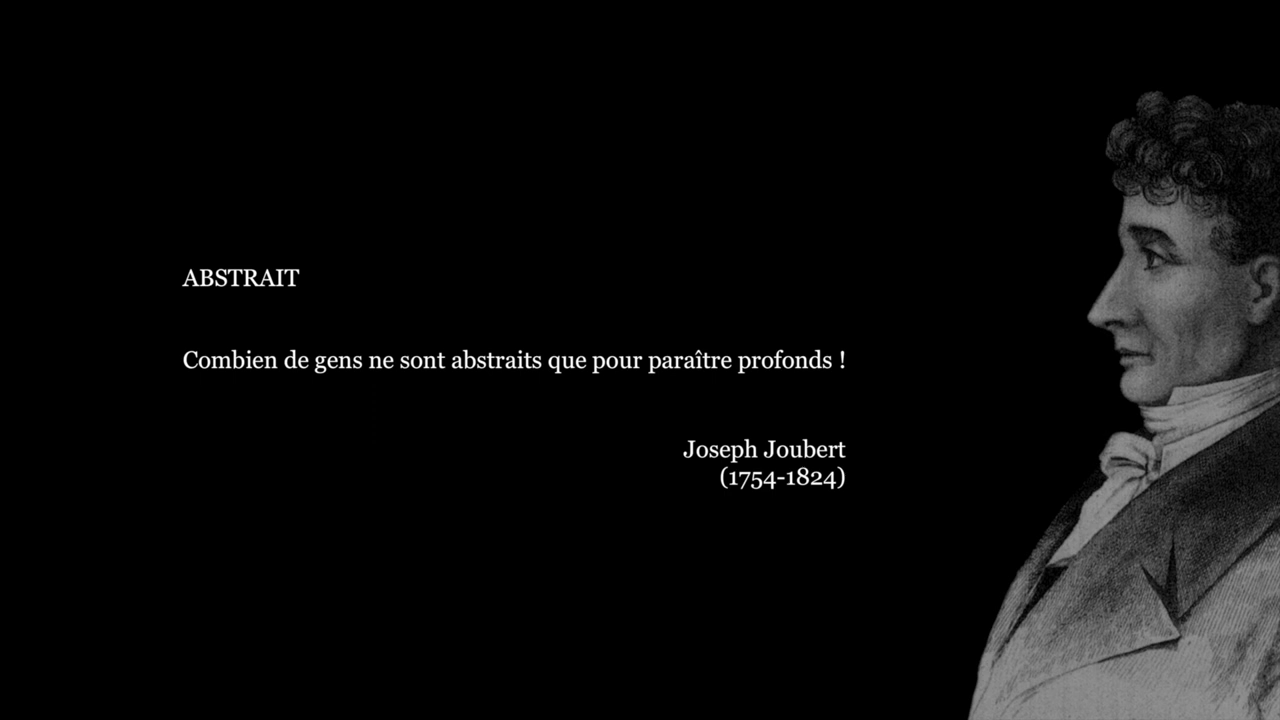 ABSTRAIT
Combien de gens ne sont abstraits que pour paraître profonds !
Joseph Joubert
(1754-1824)